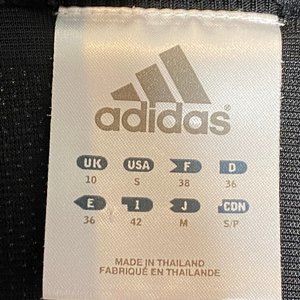 adidas®
UK USA F D
10 S 38 36
E I J CDN
36 42 M S/P
MADE IN THAILAND
FABRIQUÉ EN THAILANDE